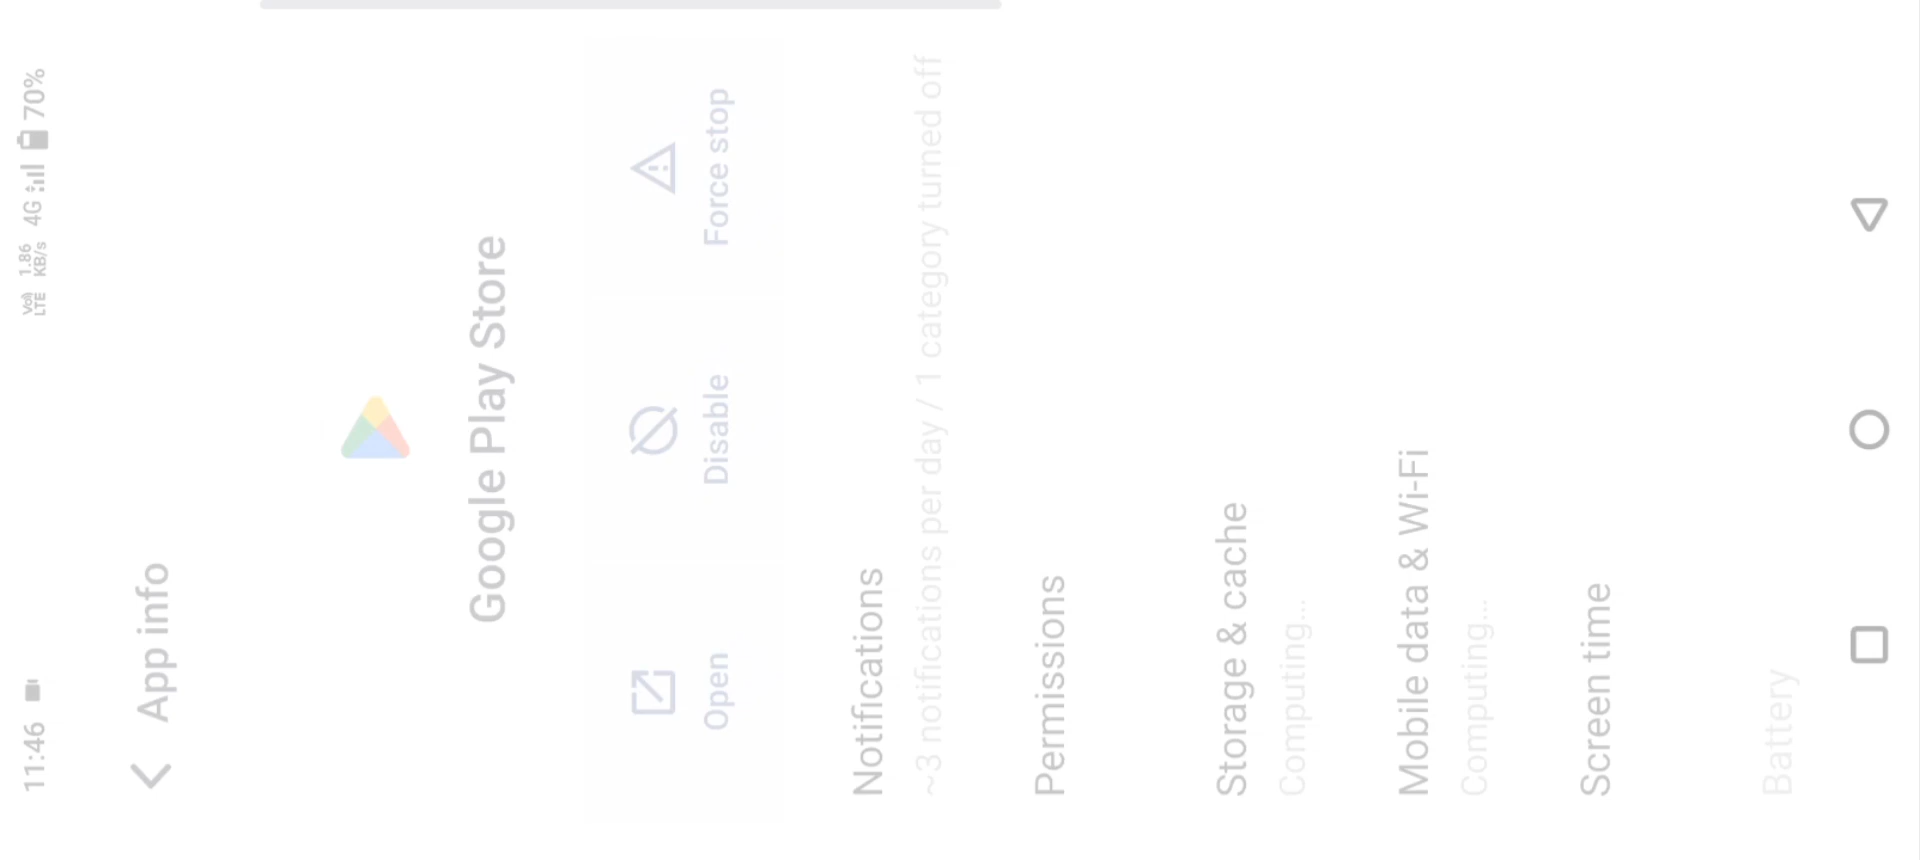 11:46
Vo) LTE 1.86 KB/s 4G 70%
App info
Google Play Store
Open Disable Force stop
Notifications
~3 notifications per day / 1 category turned off
Permissions
Storage & cache
Computing...
Mobile data & Wi-Fi
Computing...
Screen time
Battery